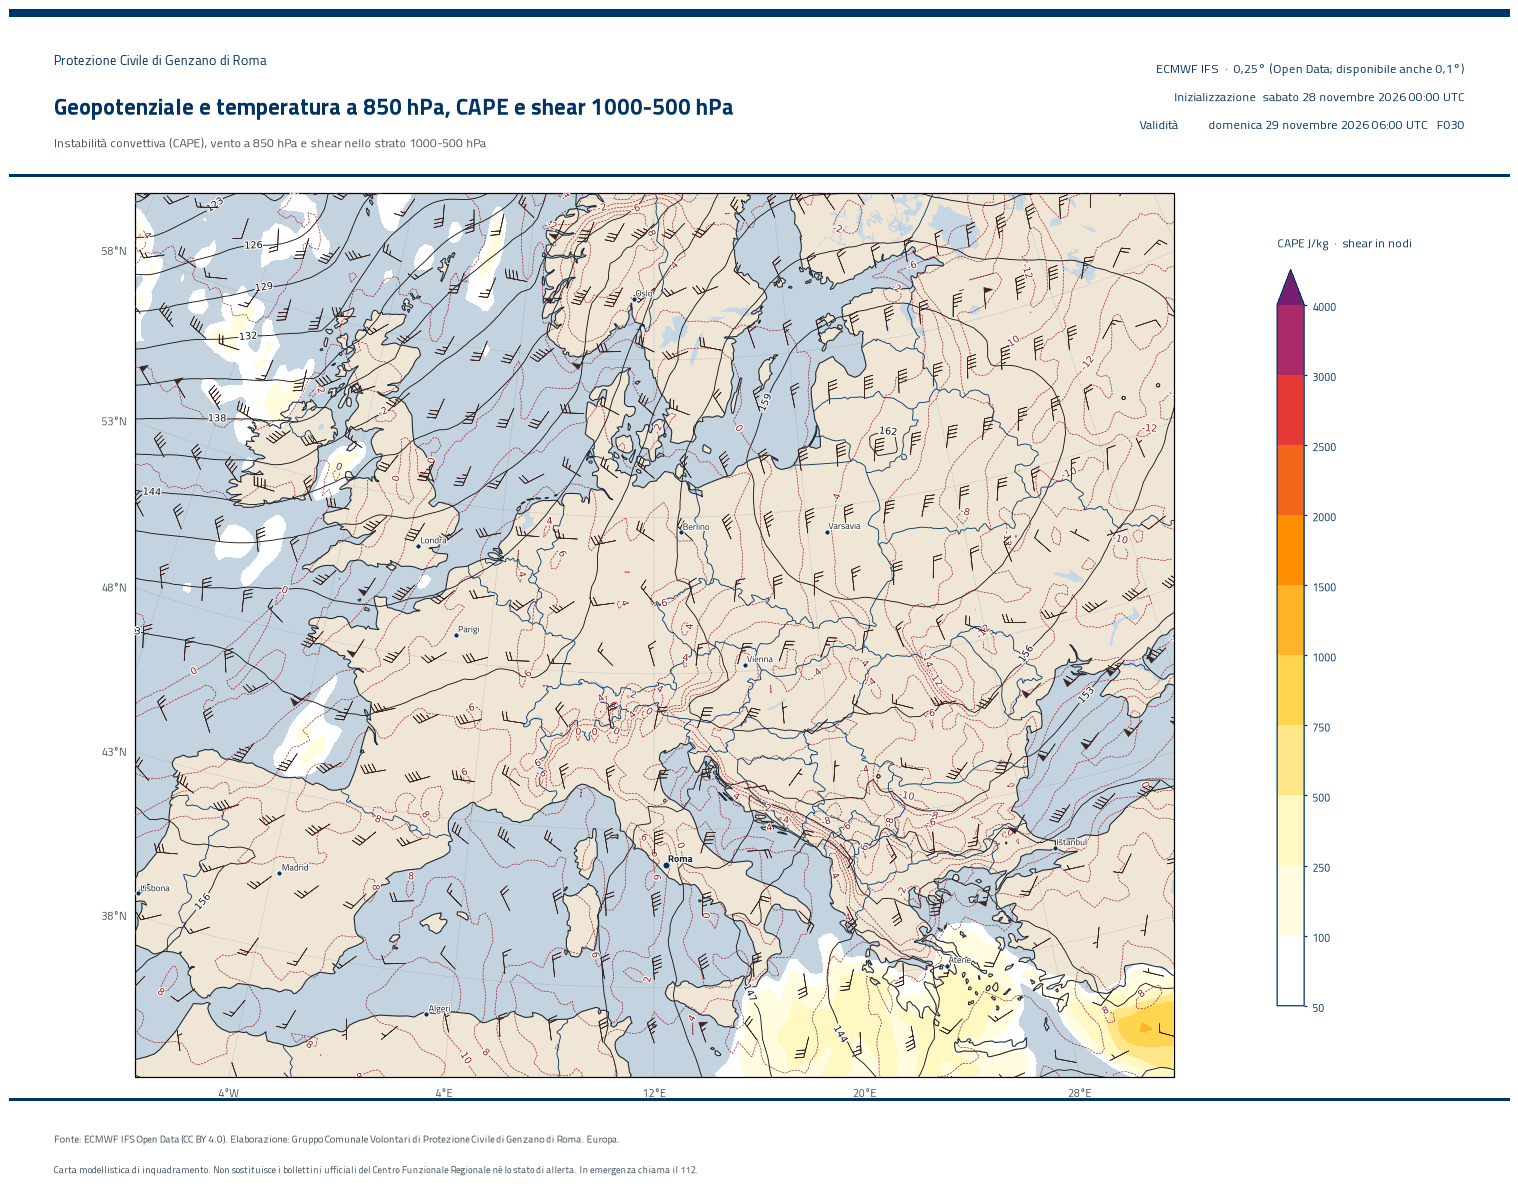 Protezione Civile di Genzano di Roma
Geopotenziale e temperatura a 850 hPa, CAPE e shear 1000-500 hPa
Instabilità convettiva (CAPE), vento a 850 hPa e shear nello strato 1000-500 hPa
ECMWF IFS · 0,25° (Open Data; disponibile anche 0,1°)
Inizializzazione sabato 28 novembre 2026 00:00 UTC
Validità domenica 29 novembre 2026 06:00 UTC F030
CAPE J/kg · shear in nodi
4000
3000
2500
2000
1500
1000
750
500
250
100
50
58°N
53°N
48°N
43°N
38°N
4°W
4°E
12°E
20°E
28°E
123
126
129
132
138
144
159
162
156
153
156
147
144
Oslo
Londra
Berlino
Varsavia
Parigi
Vienna
Roma
Madrid
Lisbona
Istanbul
Atene
Algeri
Fonte: ECMWF IFS Open Data (CC BY 4.0). Elaborazione: Gruppo Comunale Volontari di Protezione Civile di Genzano di Roma. Europa.
Carta modellistica di inquadramento. Non sostituisce i bollettini ufficiali del Centro Funzionale Regionale né lo stato di allerta. In emergenza chiama il 112.